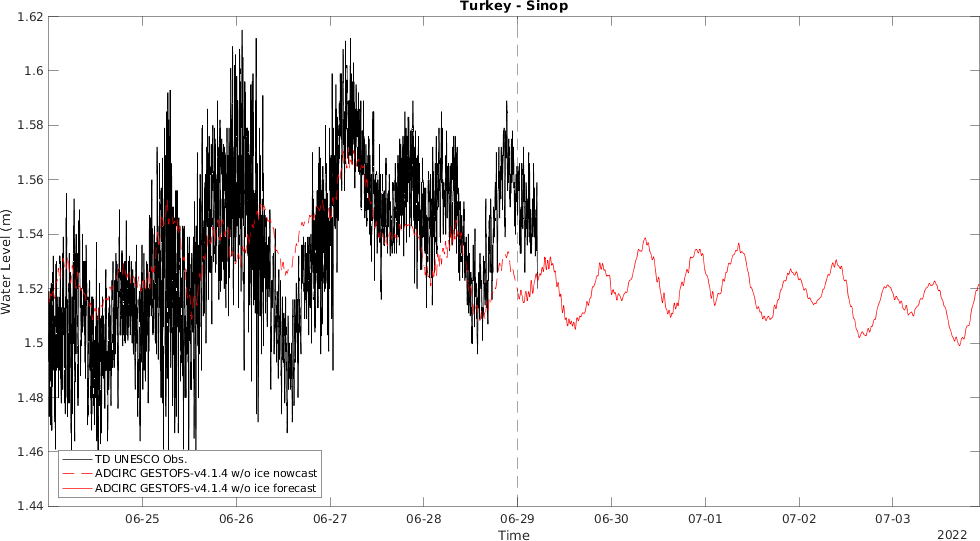 Turkey - Sinop
1.62
1.6
1.58
1.56
1.54
1.52
1.5
1.48
1.46
1.44
Water Level (m)
TD UNESCO Obs.
ADCIRC GESTOFS-v4.1.4 w/o ice nowcast
ADCIRC GESTOFS-v4.1.4 w/o ice forecast
06-25 06-26 06-27 06-28 06-29 06-30 07-01 07-02 07-03
Time
2022